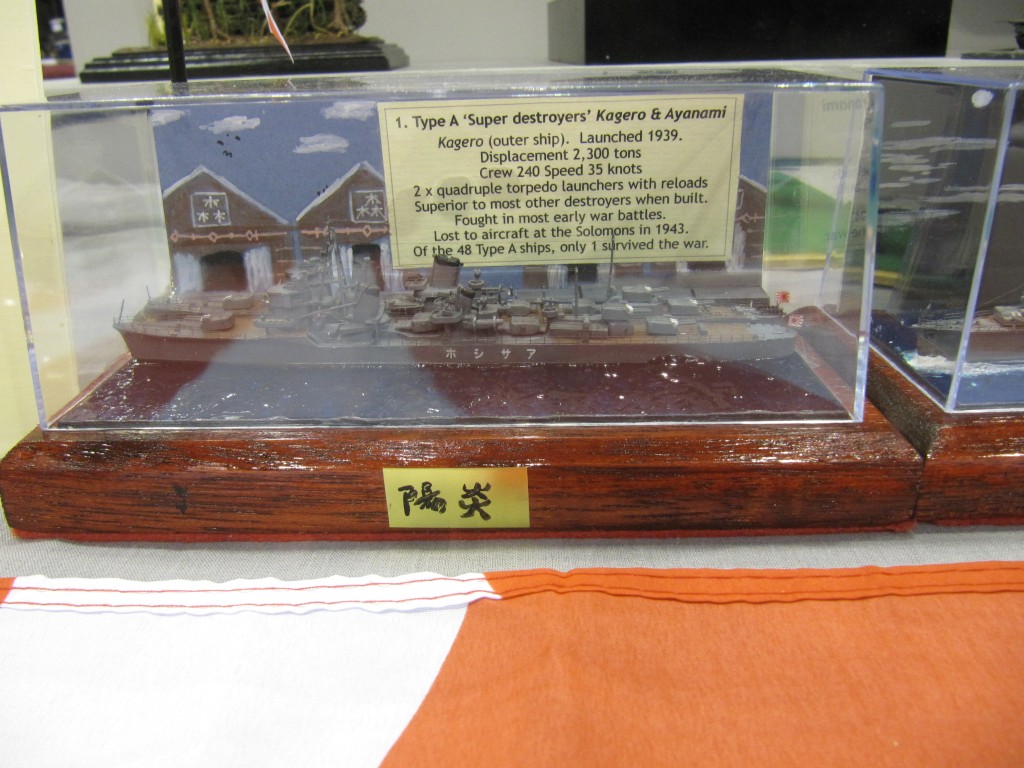 1. Type A ‘Super destroyers’ Kagero & Ayanami
Kagero (outer ship). Launched 1939.
Displacement 2,300 tons
Crew 240 Speed 35 knots
2 x quadruple torpedo launchers with reloads
Superior to most other destroyers when built.
Fought in most early war battles.
Lost to aircraft at the Solomons in 1943.
Of the 48 Type A ships, only 1 survived the war.
ホシサア
陽炎